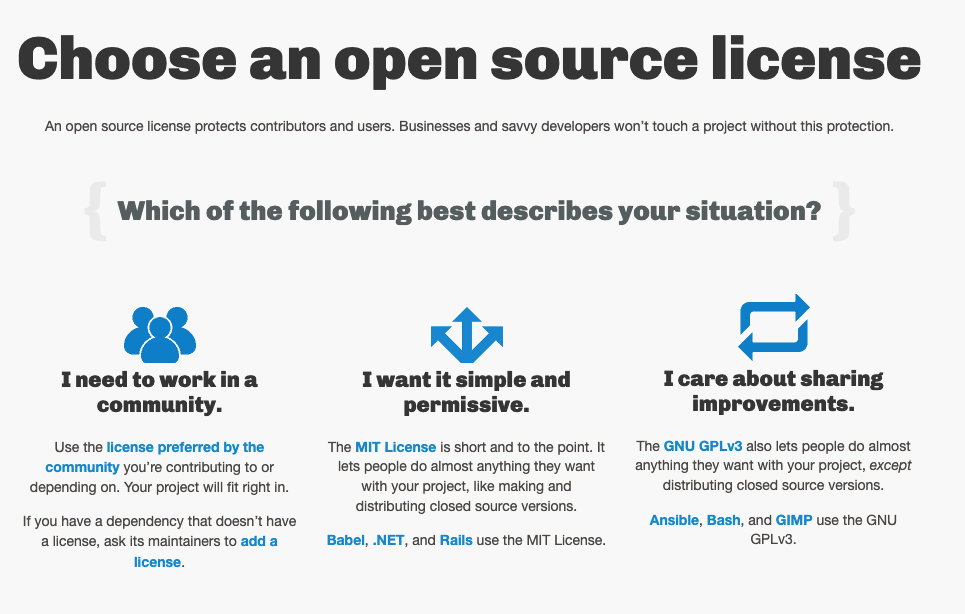 Choose an open source license
An open source license protects contributors and users. Businesses and savvy developers won’t touch a project without this protection.
{ Which of the following best describes your situation? }
I need to work in a
community.
Use the license preferred by the
community you’re contributing to or
depending on. Your project will fit right in.
If you have a dependency that doesn’t have
a license, ask its maintainers to add a
license.
I want it simple and
permissive.
The MIT License is short and to the point. It
lets people do almost anything they want
with your project, like making and
distributing closed source versions.
Babel, .NET, and Rails use the MIT License.
I care about sharing
improvements.
The GNU GPLv3 also lets people do almost
anything they want with your project, except
distributing closed source versions.
Ansible, Bash, and GIMP use the GNU
GPLv3.